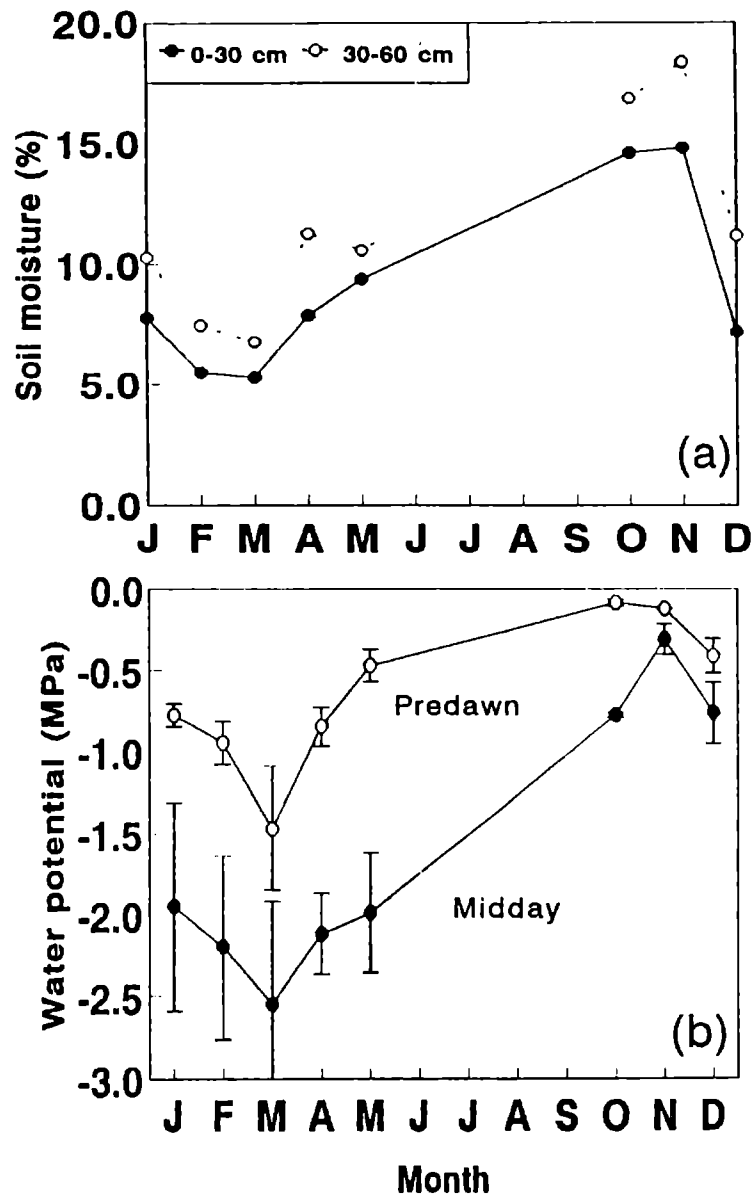 20.0
0-30 cm 30-60 cm
15.0
10.0
5.0
0.0
Soil moisture (%)
(a)
J F M A M J J A S O N D
0.0
-0.5
-1.0
-1.5
-2.0
-2.5
-3.0
Water potential (MPa)
Predawn
Midday
(b)
J F M A M J J A S O N D
Month